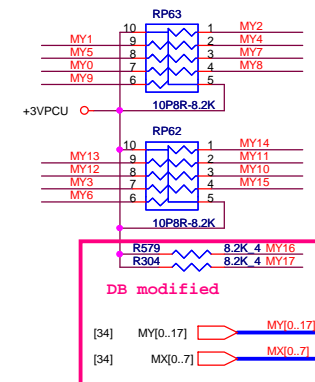 RP63
10 1 MY2
MY1 9 2 MY4
MY5 8 3 MY7
MY0 7 4 MY8
MY9 6 5
+3VPCU
10P8R-8.2K
RP62
10 1 MY14
MY13 9 2 MY11
MY12 8 3 MY10
MY3 7 4 MY15
MY6 6 5
10P8R-8.2K
R579 8.2K_4 MY16
R304 8.2K_4 MY17
DB modified
[34] MY[0..17] MY[0..17]
[34] MX[0..7] MX[0..7]